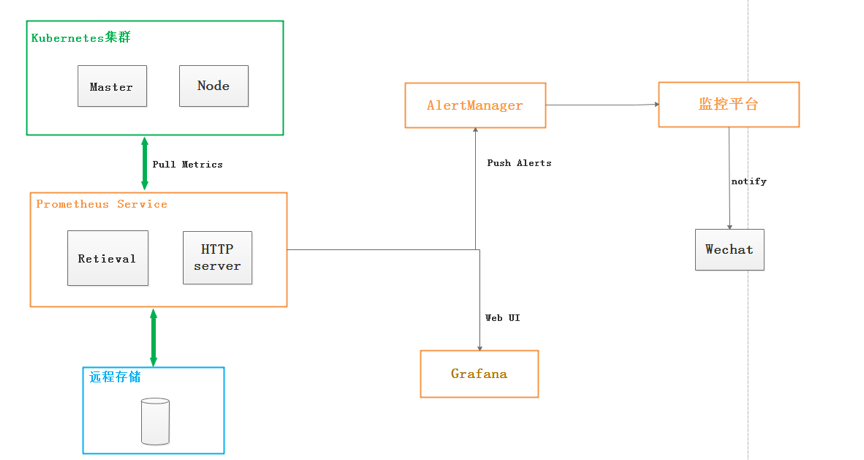 Kubernetes集群
Master
Node
Pull Metrics
Prometheus Service
Retieval
HTTP
server
远程存储
AlertManager
Push Alerts
监控平台
notify
Wechat
Web UI
Grafana